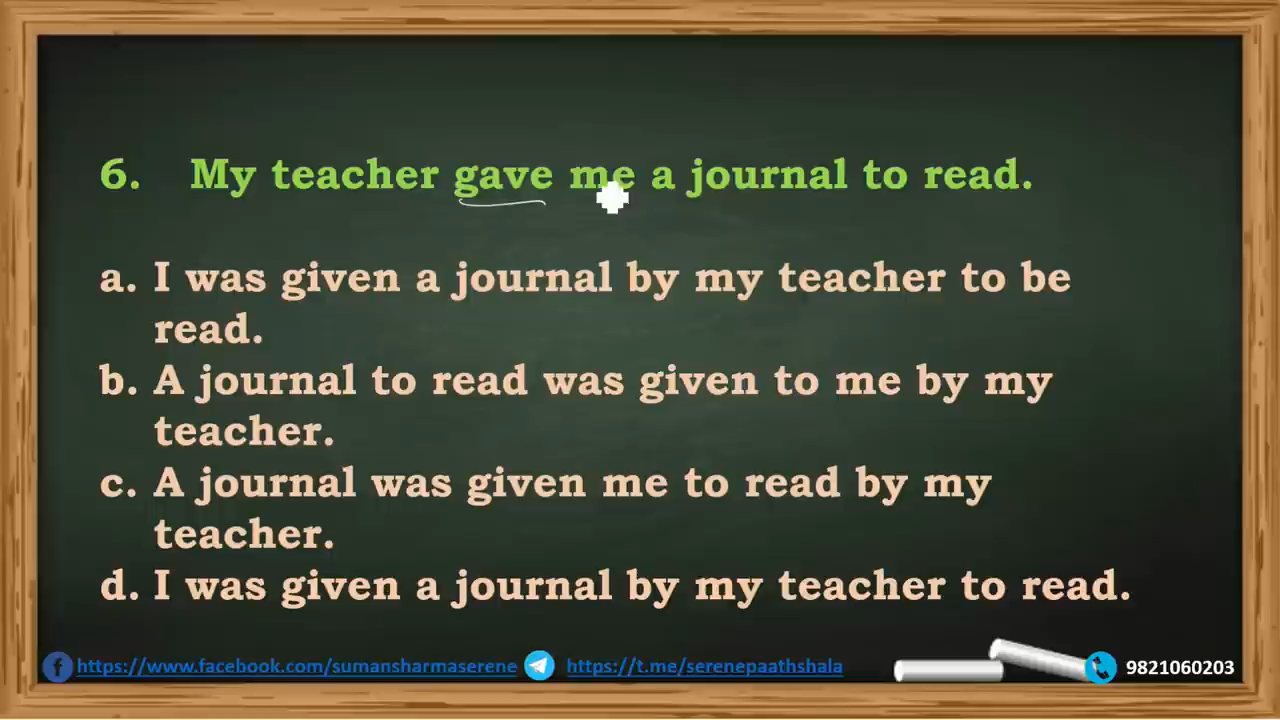 6. My teacher gave me a journal to read.
a. I was given a journal by my teacher to be
read.
b. A journal to read was given to me by my
teacher.
c. A journal was given me to read by my
teacher.
d. I was given a journal by my teacher to read.
f https://www.facebook.com/sumansharmaserene https://t.me/serenepaathshala 9821060203